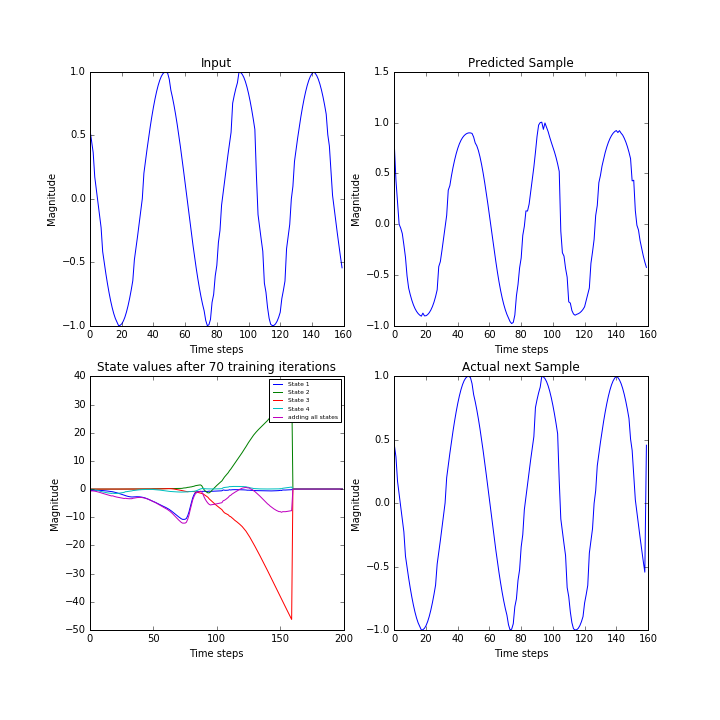 Input
Magnitude
1.0
0.5
0.0
−0.5
−1.0
0 20 40 60 80 100 120 140 160
Time steps
Predicted Sample
Magnitude
1.5
1.0
0.5
0.0
−0.5
−1.0
0 20 40 60 80 100 120 140 160
Time steps
State values after 70 training iterations
Magnitude
40
30
20
10
0
−10
−20
−30
−40
−50
0 50 100 150 200
Time steps
State 1
State 2
State 3
State 4
adding all states
Actual next Sample
Magnitude
1.0
0.5
0.0
−0.5
−1.0
0 20 40 60 80 100 120 140 160
Time steps